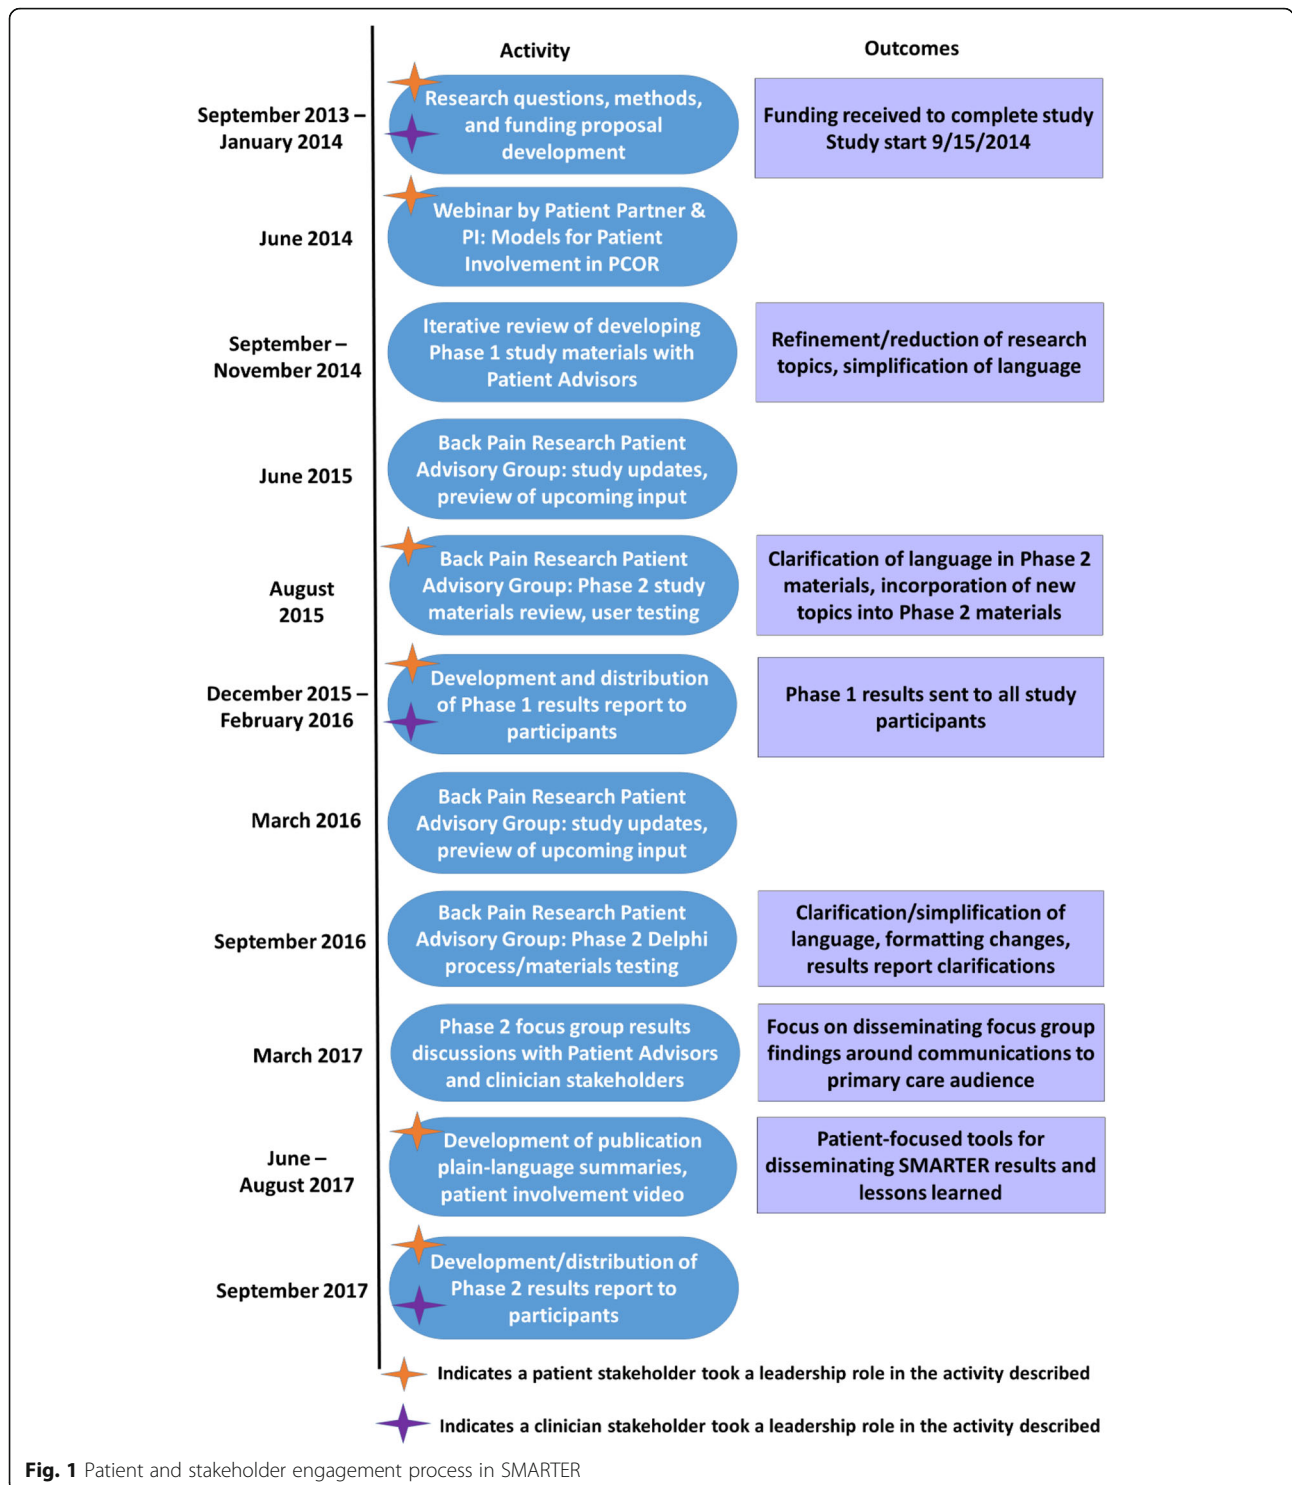 Activity
Outcomes
September 2013 –
January 2014
Research questions, methods,
and funding proposal
development
Funding received to complete study
Study start 9/15/2014
June 2014
Webinar by Patient Partner &
PI: Models for Patient
Involvement in PCOR
September –
November 2014
Iterative review of developing
Phase 1 study materials with
Patient Advisors
Refinement/reduction of research
topics, simplification of language
June 2015
Back Pain Research Patient
Advisory Group: study updates,
preview of upcoming input
August
2015
Back Pain Research Patient
Advisory Group: Phase 2 study
materials review, user testing
Clarification of language in Phase 2
materials, incorporation of new
topics into Phase 2 materials
December 2015 –
February 2016
Development and distribution
of Phase 1 results report to
participants
Phase 1 results sent to all study
participants
March 2016
Back Pain Research Patient
Advisory Group: study updates,
preview of upcoming input
September 2016
Back Pain Research Patient
Advisory Group: Phase 2 Delphi
process/materials testing
Clarification/simplification of
language, formatting changes,
results report clarifications
March 2017
Phase 2 focus group results
discussions with Patient Advisors
and clinician stakeholders
Focus on disseminating focus group
findings around communications to
primary care audience
June –
August 2017
Development of publication
plain-language summaries,
patient involvement video
Patient-focused tools for
disseminating SMARTER results and
lessons learned
September 2017
Development/distribution of
Phase 2 results report to
participants
Indicates a patient stakeholder took a leadership role in the activity described
Indicates a clinician stakeholder took a leadership role in the activity described
Fig. 1 Patient and stakeholder engagement process in SMARTER